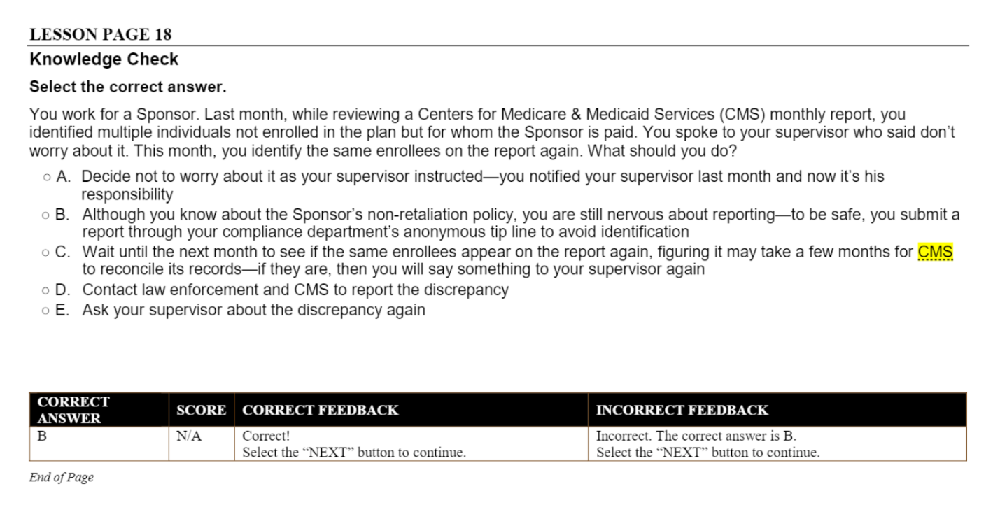 LESSON PAGE 18
Knowledge Check
Select the correct answer.
You work for a Sponsor. Last month, while reviewing a Centers for Medicare & Medicaid Services (CMS) monthly report, you
identified multiple individuals not enrolled in the plan but for whom the Sponsor is paid. You spoke to your supervisor who said don’t
worry about it. This month, you identify the same enrollees on the report again. What should you do?
○ A. Decide not to worry about it as your supervisor instructed—you notified your supervisor last month and now it’s his
responsibility
○ B. Although you know about the Sponsor’s non-retaliation policy, you are still nervous about reporting—to be safe, you submit a
report through your compliance department’s anonymous tip line to avoid identification
○ C. Wait until the next month to see if the same enrollees appear on the report again, figuring it may take a few months for CMS
to reconcile its records—if they are, then you will say something to your supervisor again
○ D. Contact law enforcement and CMS to report the discrepancy
○ E. Ask your supervisor about the discrepancy again
CORRECT
ANSWER
SCORE
CORRECT FEEDBACK
INCORRECT FEEDBACK
B
N/A
Correct!
Select the “NEXT” button to continue.
Incorrect. The correct answer is B.
Select the “NEXT” button to continue.
End of Page